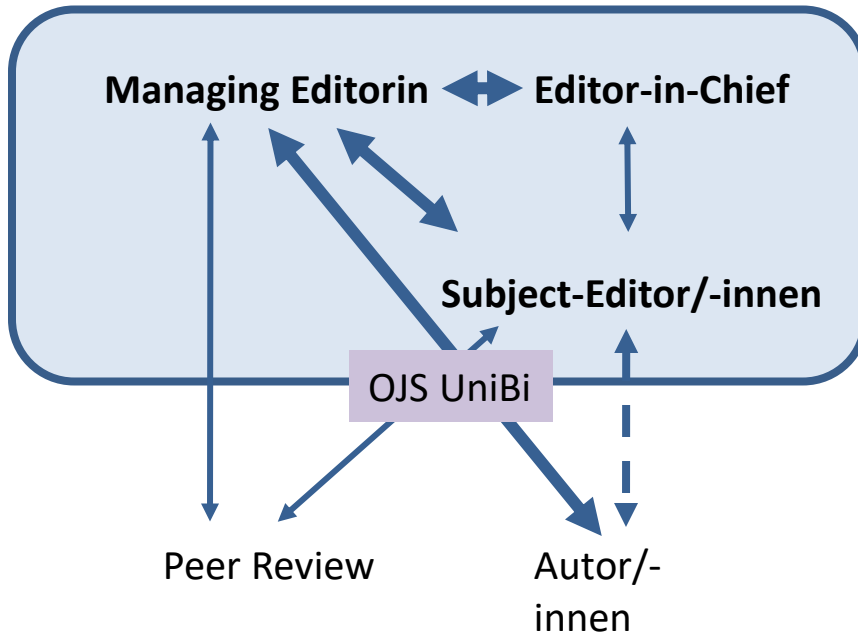 Managing Editorin
Editor-in-Chief
Subject-Editor/-innen
OJS UniBi
Peer Review
Autor/-
innen